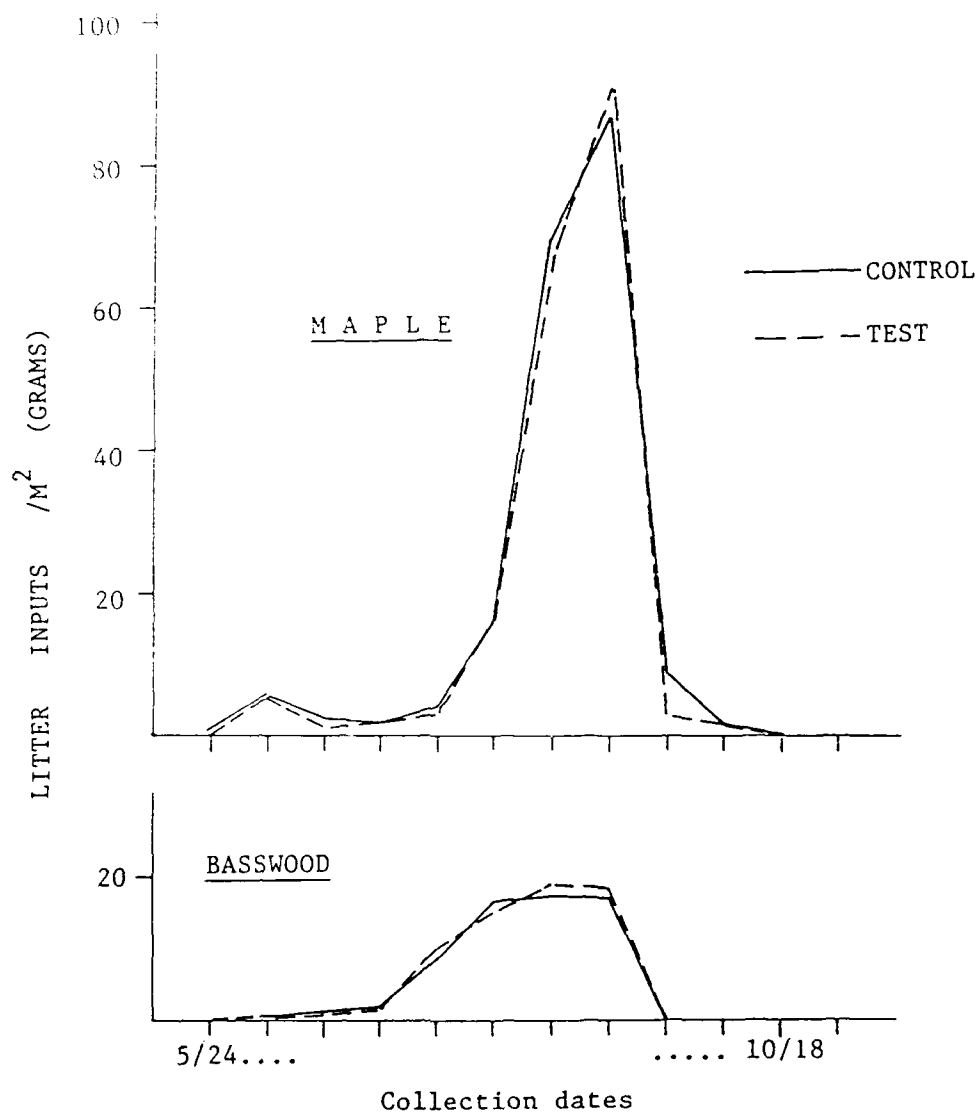 100
80
60
40
20
LITTER INPUTS /M² (GRAMS)
M A P L E
CONTROL
TEST
BASSWOOD
20
5/24....
..... 10/18
Collection dates